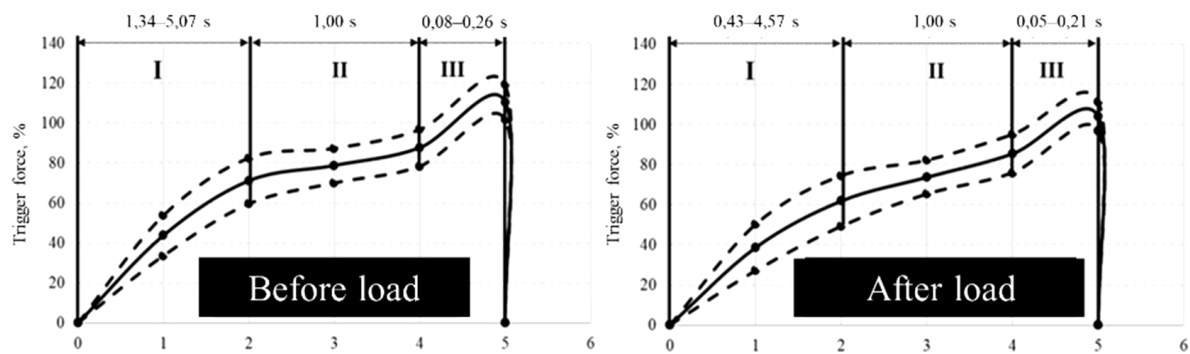 1,34–5,07 s 1,00 s 0,08–0,26 s
140
120
100
80
60
40
20
0
Trigger force, %
I II III
Before load
0 1 2 3 4 5 6
0,43–4,57 s 1,00 s 0,05–0,21 s
140
120
100
80
60
40
20
0
Trigger force, %
I II III
After load
0 1 2 3 4 5 6